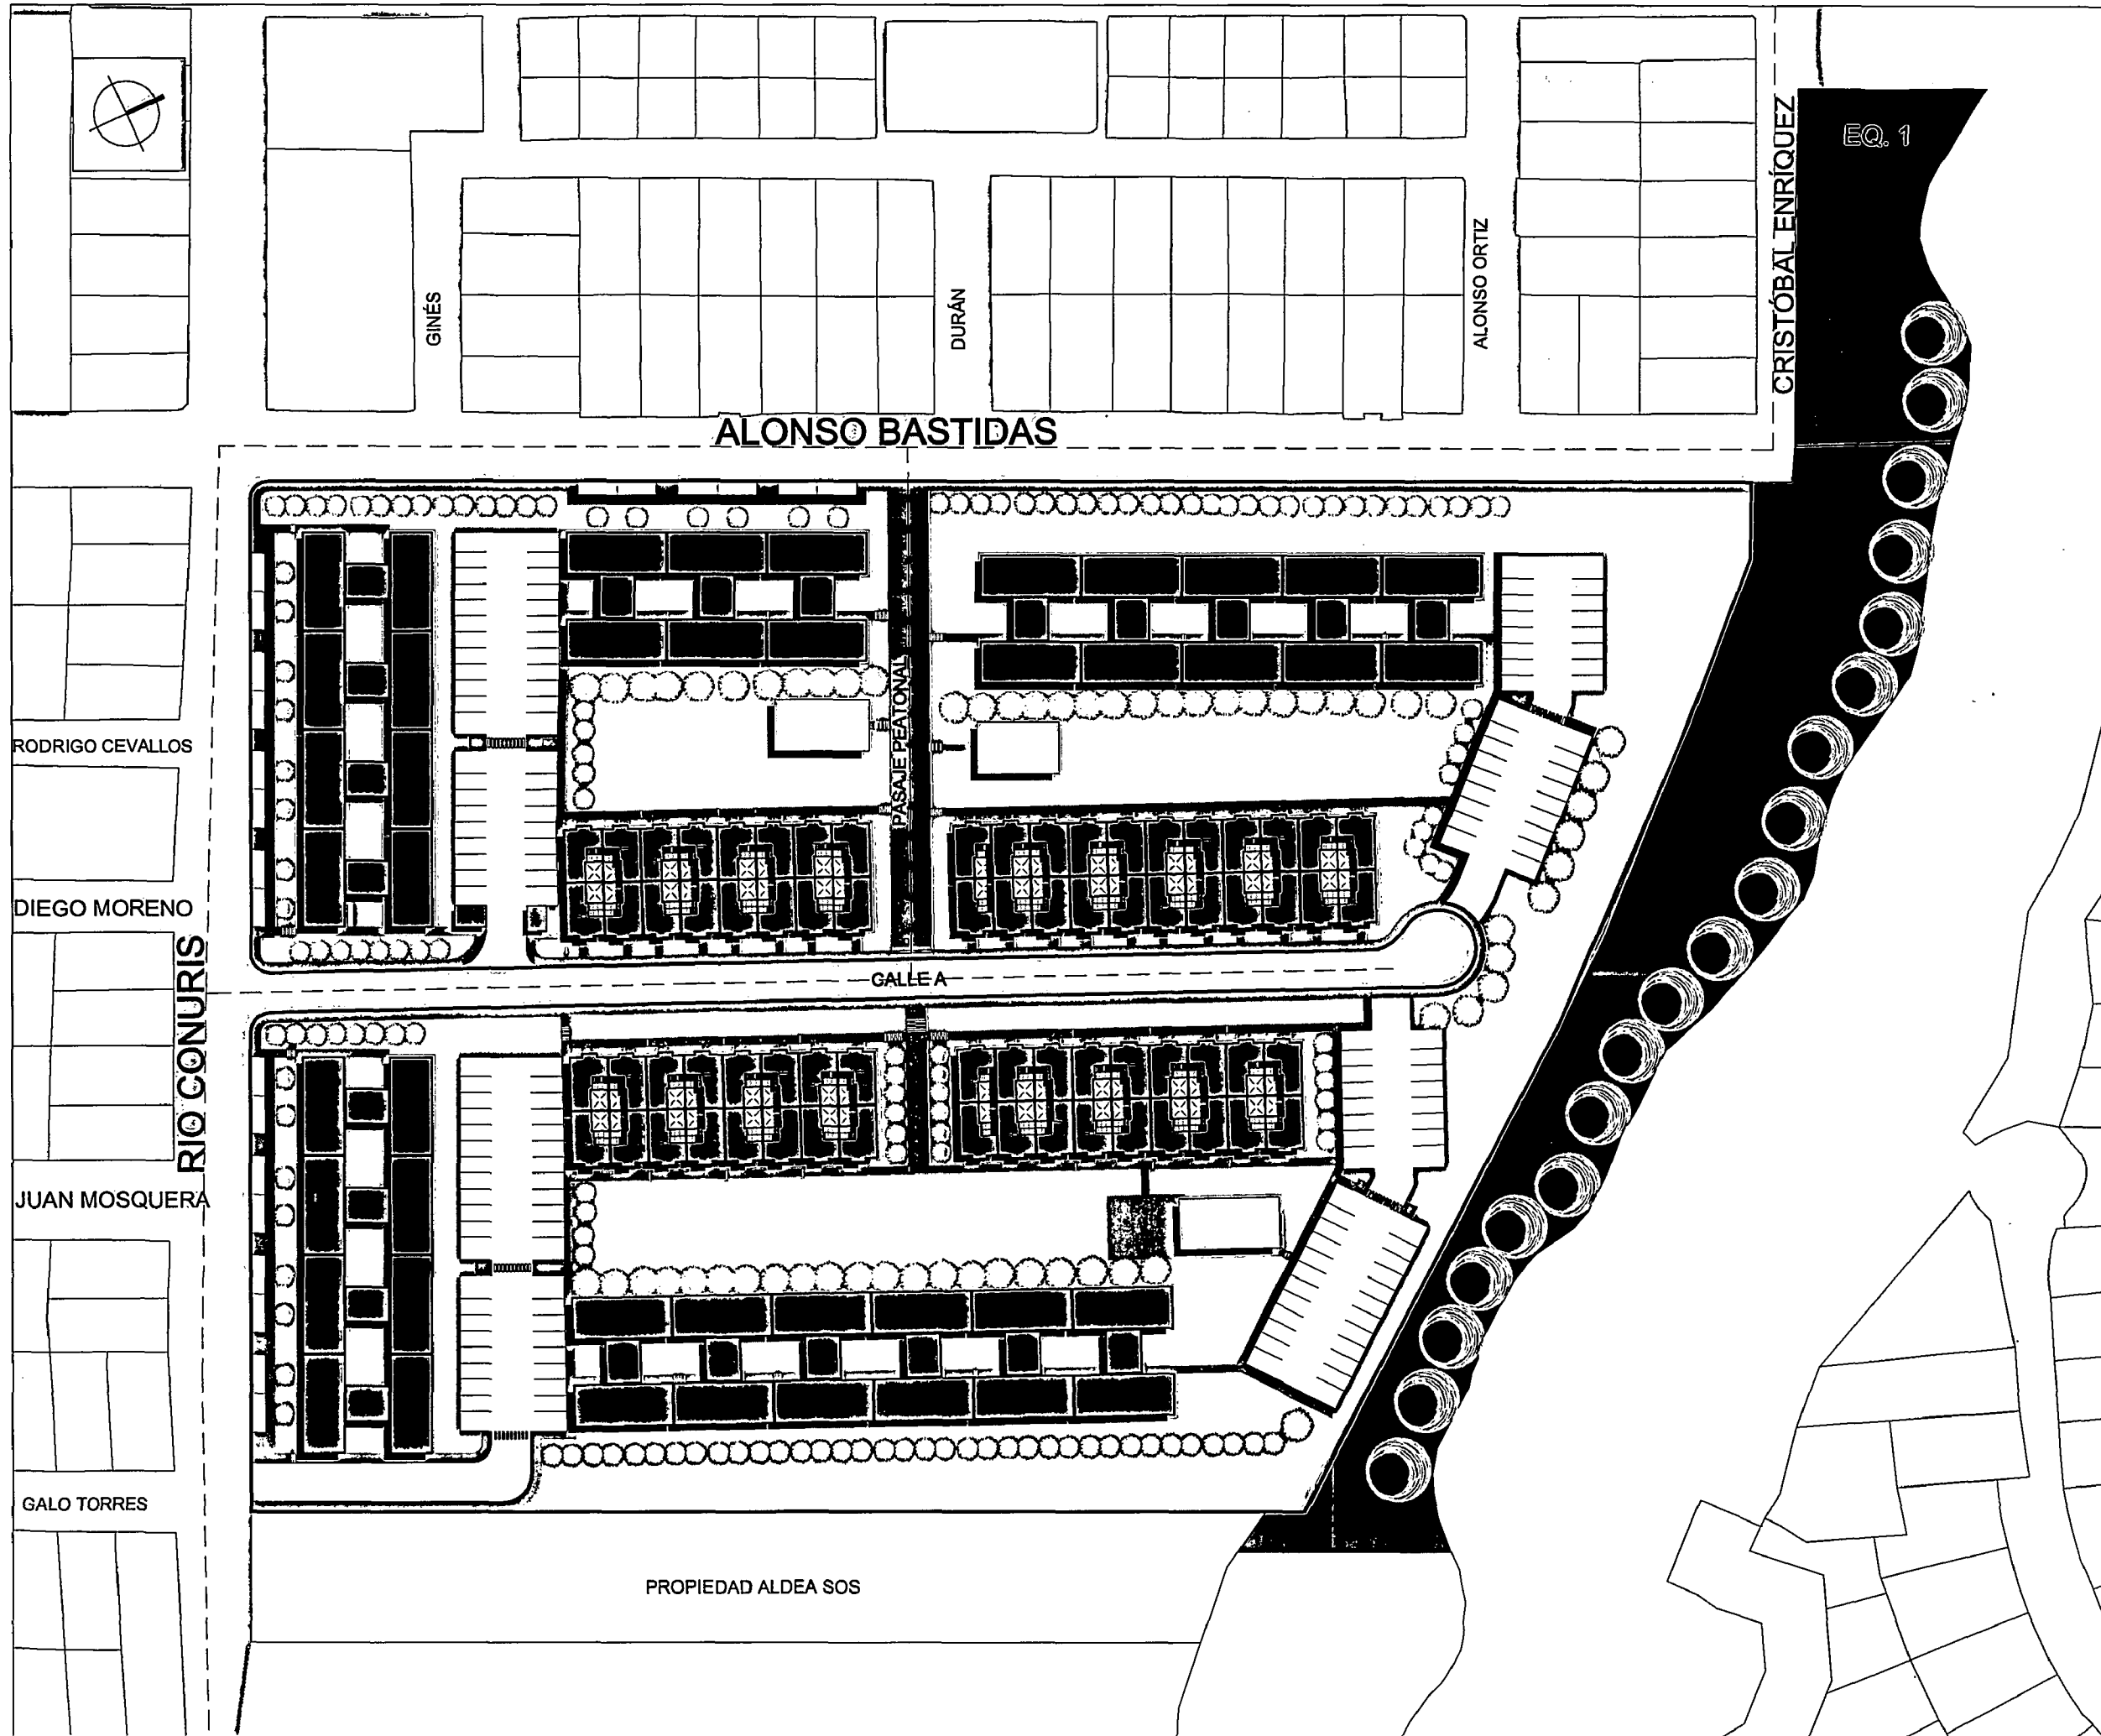 EQ. 1
CRISTÓBAL ENRÍQUEZ
GINÉS
DURÁN
ALONSO ORTIZ
ALONSO BASTIDAS
PASAJE PEATONAL
RODRIGO CEVALLOS
DIEGO MORENO
RIO CONURIS
CALLE A
JUAN MOSQUERA
GALO TORRES
PROPIEDAD ALDEA SOS